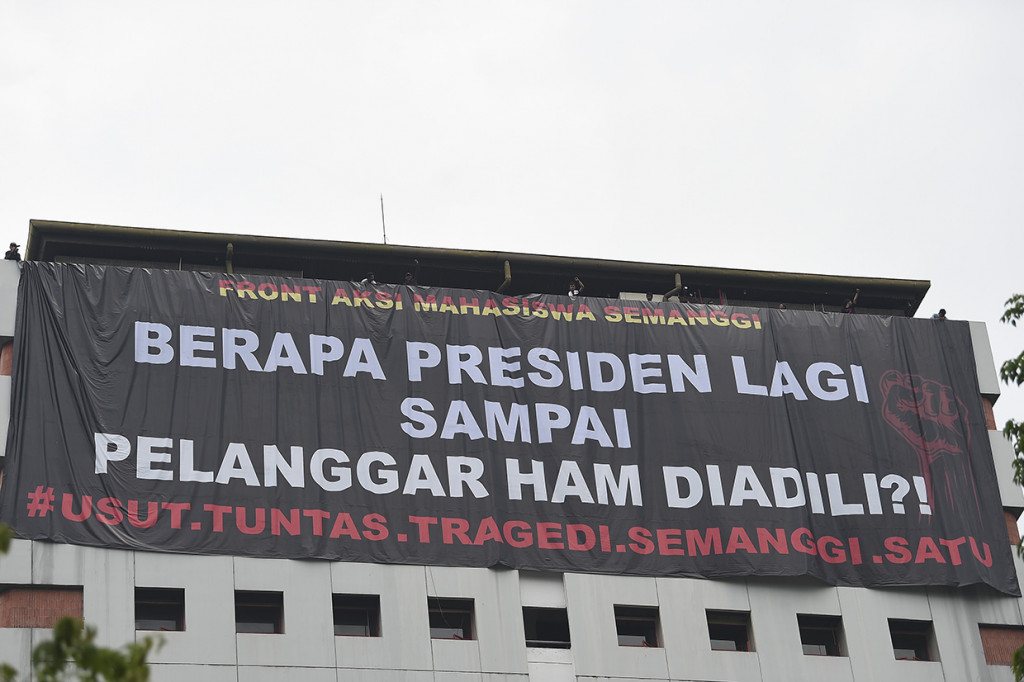 FRONT AKSI MAHASISWA SEMANGGI
BERAPA PRESIDEN LAGI
SAMPAI
PELANGGAR HAM DIADILI?!
#USUT.TUNTAS.TRAGEDI.SEMANGGI.SATU